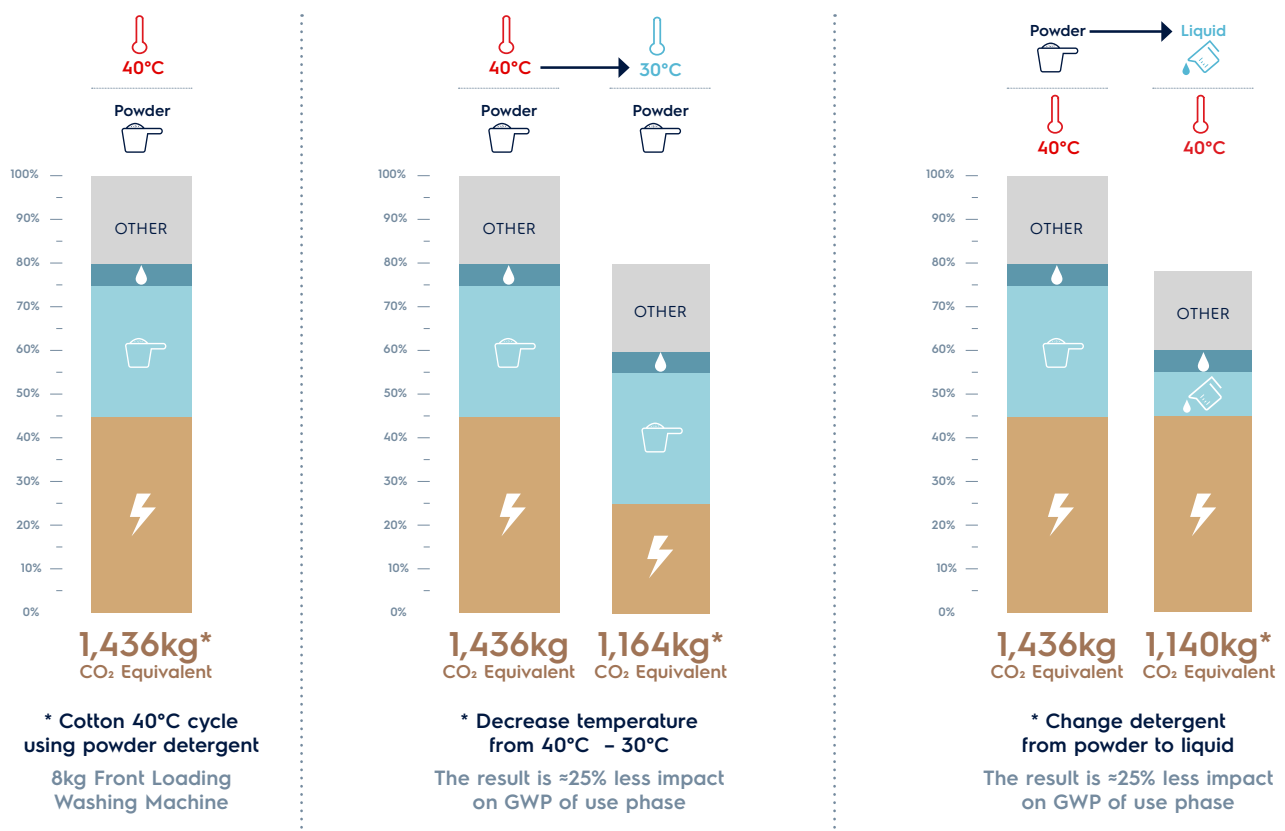 40°C
Powder
100%
90%
80%
70%
60%
50%
40%
30%
20%
10%
0%
OTHER
1,436kg*
CO₂ Equivalent
* Cotton 40°C cycle
using powder detergent
8kg Front Loading
Washing Machine
40°C
30°C
Powder
Powder
100%
90%
80%
70%
60%
50%
40%
30%
20%
10%
0%
OTHER
OTHER
1,436kg
CO₂ Equivalent
1,164kg*
CO₂ Equivalent
* Decrease temperature
from 40°C – 30°C
The result is ≈25% less impact
on GWP of use phase
Powder
Liquid
40°C
40°C
100%
90%
80%
70%
60%
50%
40%
30%
20%
10%
0%
OTHER
OTHER
1,436kg
CO₂ Equivalent
1,140kg*
CO₂ Equivalent
* Change detergent
from powder to liquid
The result is ≈25% less impact
on GWP of use phase